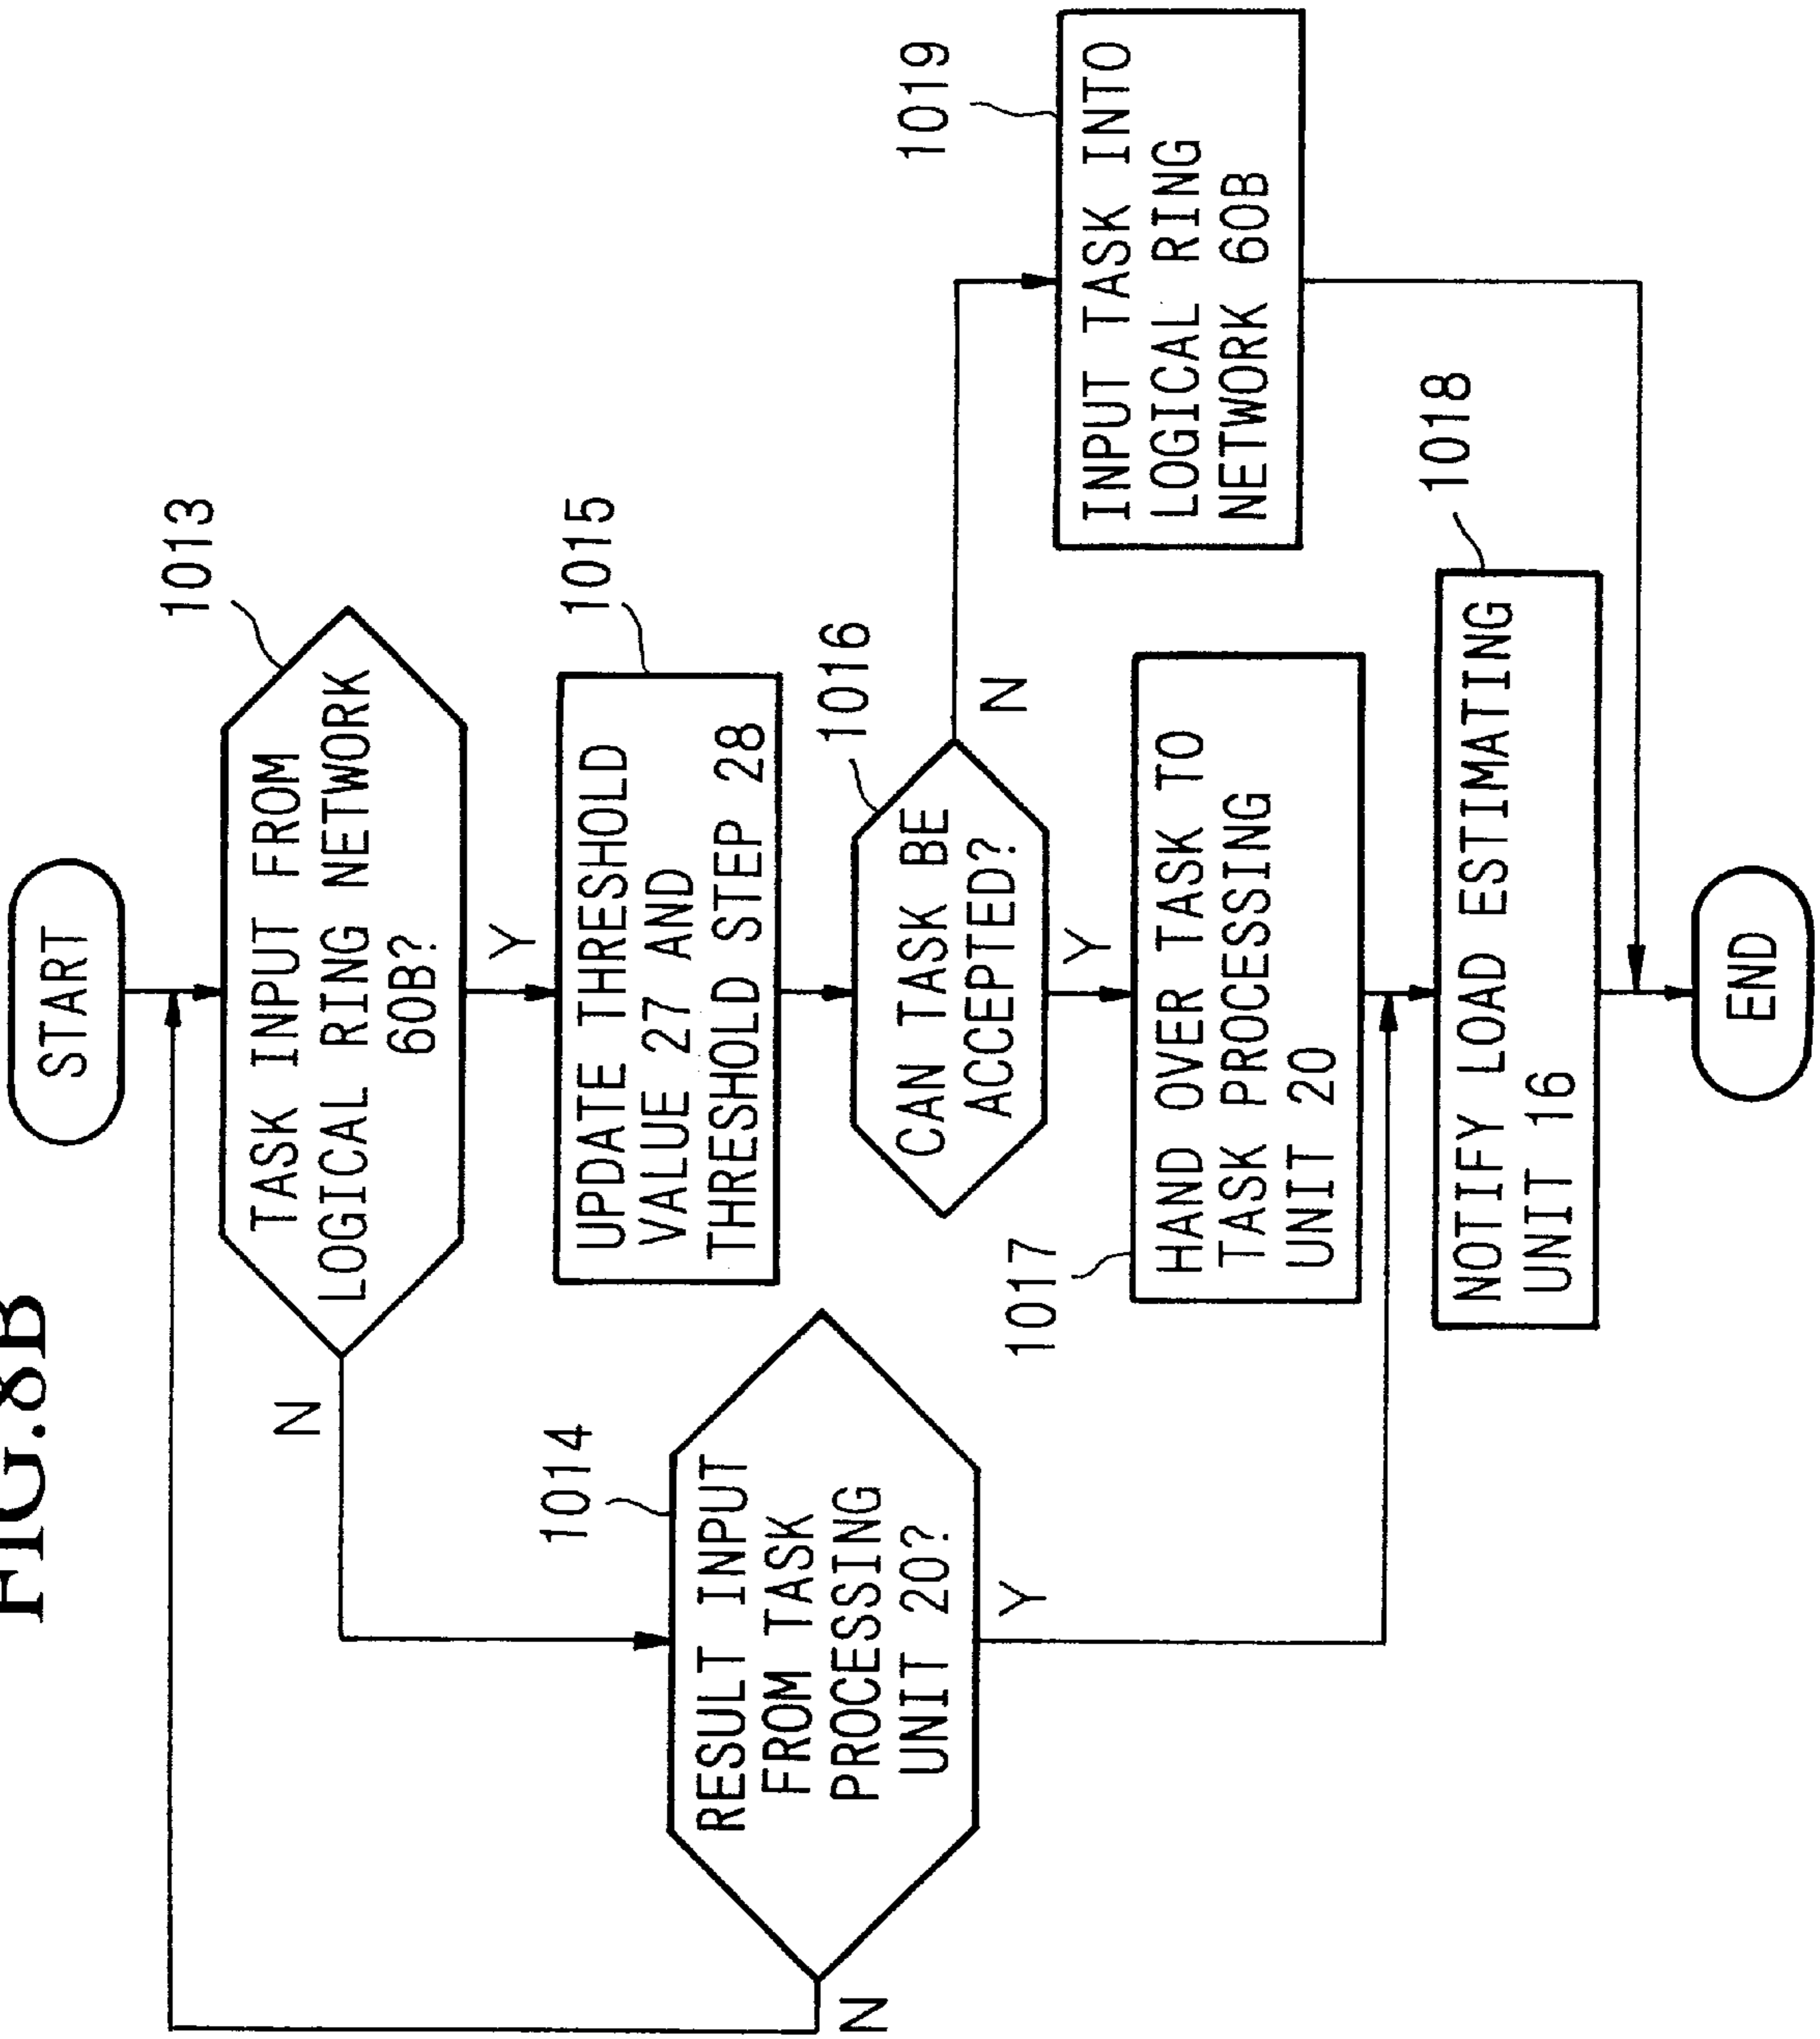 FIG.8B
START
1013
TASK INPUT FROM
LOGICAL RING NETWORK
60B?
N
Y
1014
RESULT INPUT
FROM TASK
PROCESSING
UNIT 20?
N
Y
1015
UPDATE THRESHOLD
VALUE 27 AND
THRESHOLD STEP 28
1016
CAN TASK BE
ACCEPTED?
N
Y
1017
HAND OVER TASK TO
TASK PROCESSING
UNIT 20
1019
INPUT TASK INTO
LOGICAL RING
NETWORK 60B
1018
NOTIFY LOAD ESTIMATING
UNIT 16
END